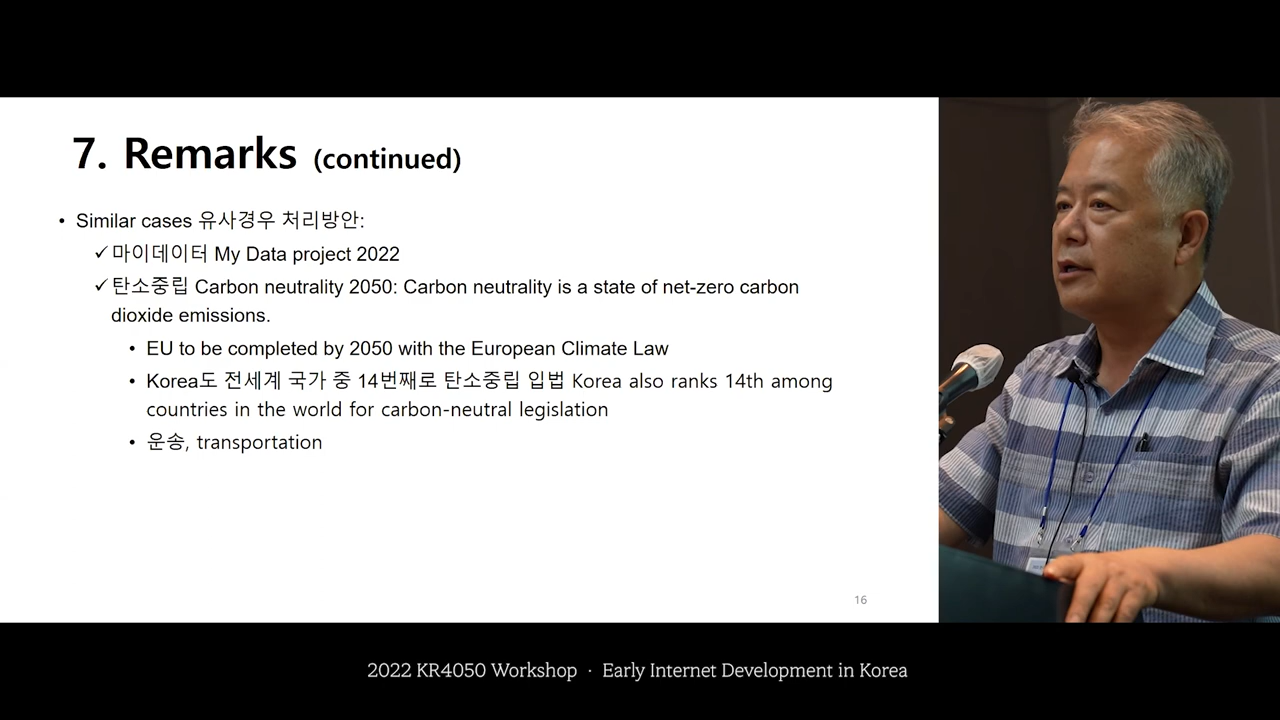 7. Remarks (continued)
• Similar cases 유사경우 처리방안:
✓ 마이데이터 My Data project 2022
✓ 탄소중립 Carbon neutrality 2050: Carbon neutrality is a state of net-zero carbon
dioxide emissions.
• EU to be completed by 2050 with the European Climate Law
• Korea도 전세계 국가 중 14번째로 탄소중립 입법 Korea also ranks 14th among
countries in the world for carbon-neutral legislation
• 운송, transportation
16
2022 KR4050 Workshop · Early Internet Development in Korea